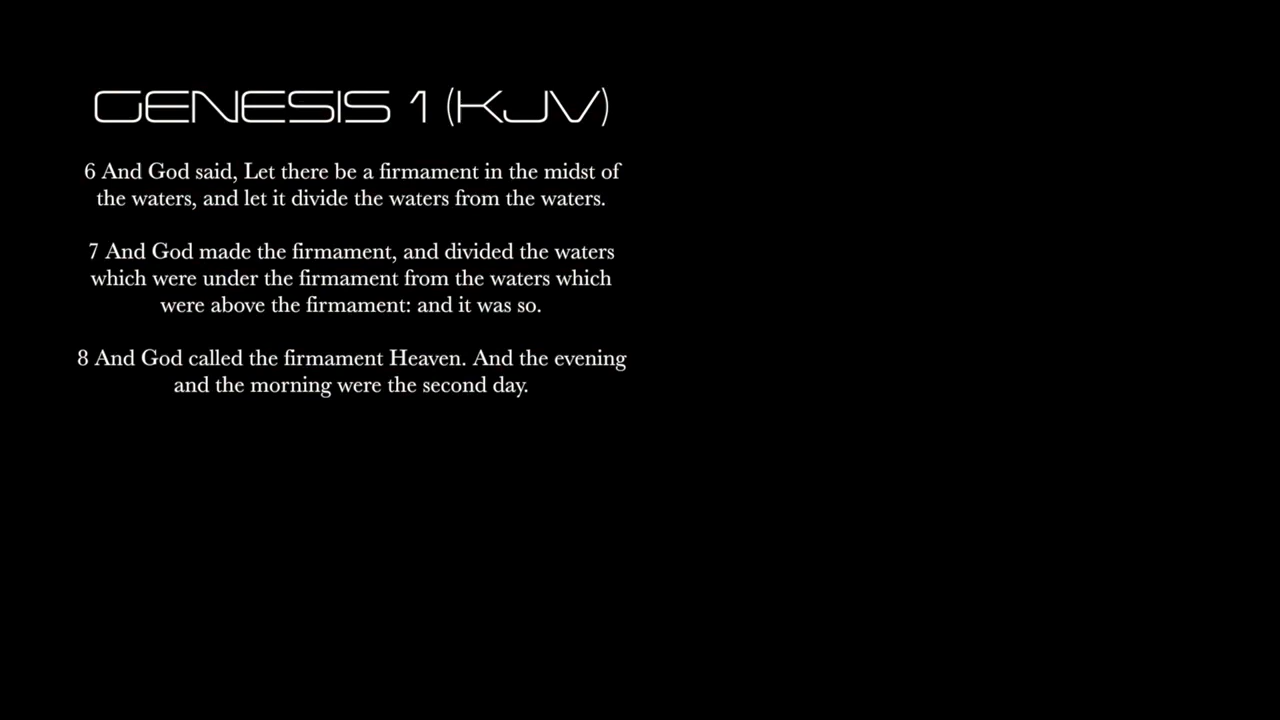 GENESIS 1 (KJV)
6 And God said, Let there be a firmament in the midst of
the waters, and let it divide the waters from the waters.
7 And God made the firmament, and divided the waters
which were under the firmament from the waters which
were above the firmament: and it was so.
8 And God called the firmament Heaven. And the evening
and the morning were the second day.